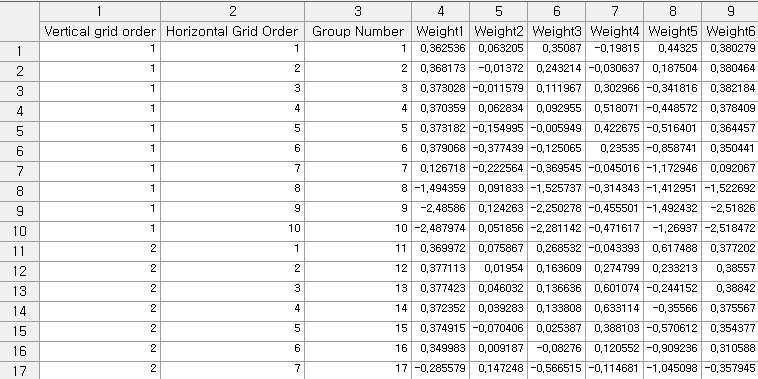 1 2 3 4 5 6 7 8 9
Vertical grid order Horizontal Grid Order Group Number Weight1 Weight2 Weight3 Weight4 Weight5 Weight6
1 1 1 1 0,362536 0,063205 0,35087 -0,19815 0,44325 0,380279
2 1 2 2 0,368173 -0,01372 0,243214 -0,030637 0,187504 0,380464
3 1 3 3 0,373028 -0,011579 0,111967 0,302966 -0,341816 0,382184
4 1 4 4 0,370359 0,062834 0,092955 0,518071 -0,448572 0,378409
5 1 5 5 0,373182 -0,154995 -0,005949 0,422675 -0,516401 0,364457
6 1 6 6 0,379068 -0,377439 -0,125065 0,23535 -0,858741 0,350441
7 1 7 7 0,126718 -0,222564 -0,369545 -0,045016 -1,172946 0,092067
8 1 8 8 -1,494359 0,091833 -1,525737 -0,314343 -1,412951 -1,522692
9 1 9 9 -2,48586 0,124263 -2,250278 -0,455501 -1,492432 -2,51826
10 1 10 10 -2,487974 0,051856 -2,281142 -0,471617 -1,26937 -2,518472
11 2 1 11 0,369972 0,075867 0,268532 -0,043393 0,617488 0,377202
12 2 2 12 0,377113 0,01954 0,163609 0,274799 0,233213 0,38557
13 2 3 13 0,377423 0,046032 0,136636 0,601074 -0,244152 0,38842
14 2 4 14 0,372352 0,039283 0,133808 0,633114 -0,35566 0,375567
15 2 5 15 0,374915 -0,070406 0,025387 0,388103 -0,570612 0,354377
16 2 6 16 0,349983 0,009187 -0,08276 0,120552 -0,909236 0,310588
17 2 7 17 -0,285579 0,147248 -0,566515 -0,114681 -1,045098 -0,357945